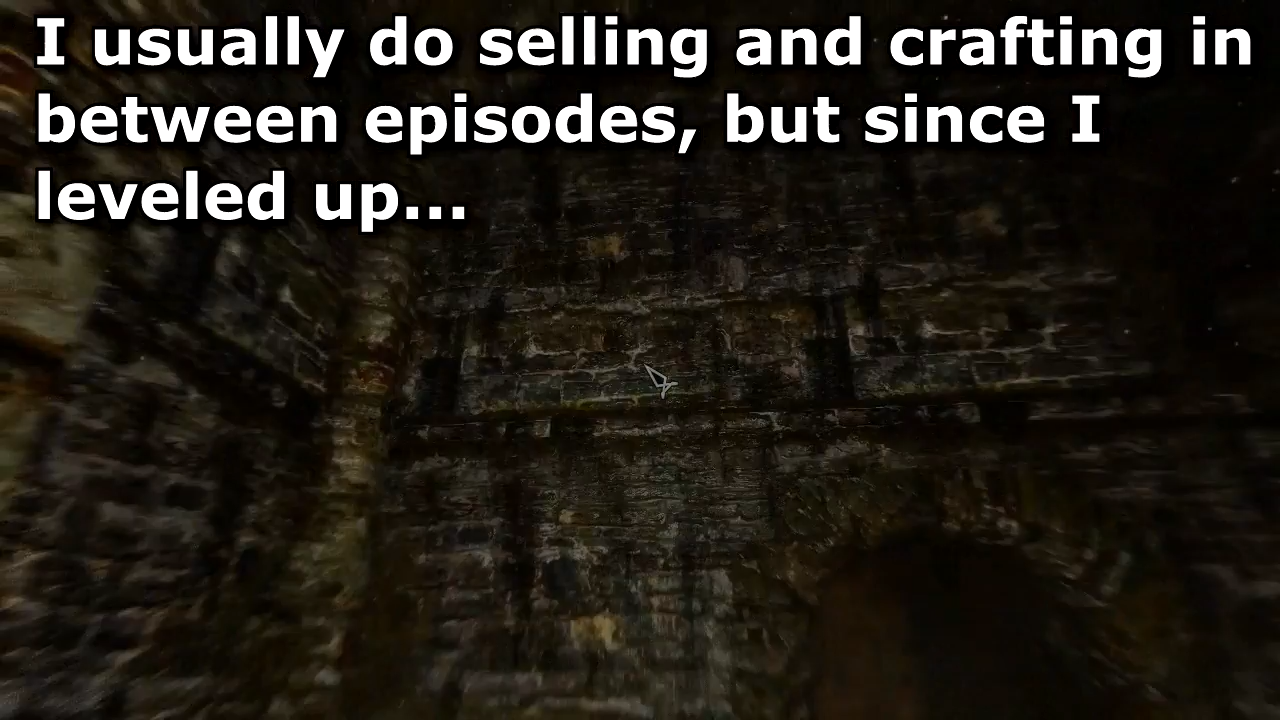 I usually do selling and crafting in
between episodes, but since I
leveled up...